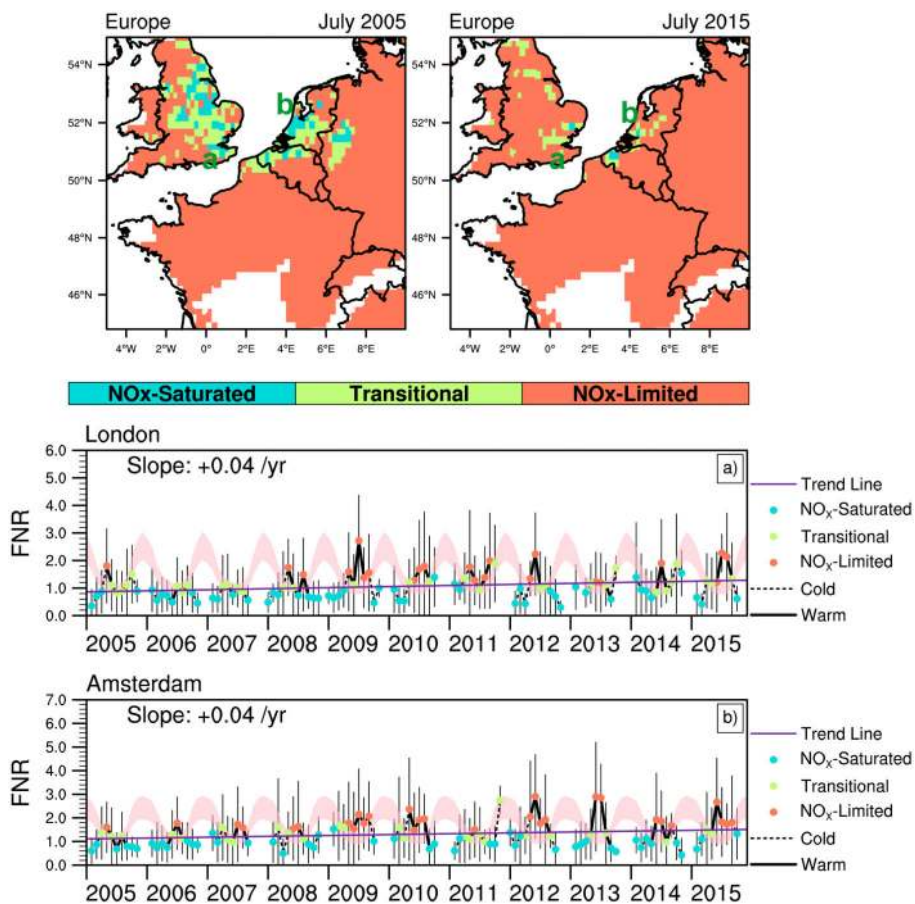 Europe July 2005 Europe July 2015
54°N 54°N
52°N 52°N
50°N 50°N
48°N 48°N
46°N 46°N
a b a b
4°W 2°W 0° 2°E 4°E 6°E 8°E 4°W 2°W 0° 2°E 4°E 6°E 8°E
NOx-Saturated Transitional NOx-Limited
London
Slope: +0.04 /yr
a)
FNR
6.0
5.0
4.0
3.0
2.0
1.0
0.0
2005 2006 2007 2008 2009 2010 2011 2012 2013 2014 2015
Trend Line
NOX-Saturated
Transitional
NOX-Limited
Cold
Warm
Amsterdam
Slope: +0.04 /yr
b)
FNR
7.0
6.0
5.0
4.0
3.0
2.0
1.0
0.0
2005 2006 2007 2008 2009 2010 2011 2012 2013 2014 2015
Trend Line
NOX-Saturated
Transitional
NOX-Limited
Cold
Warm